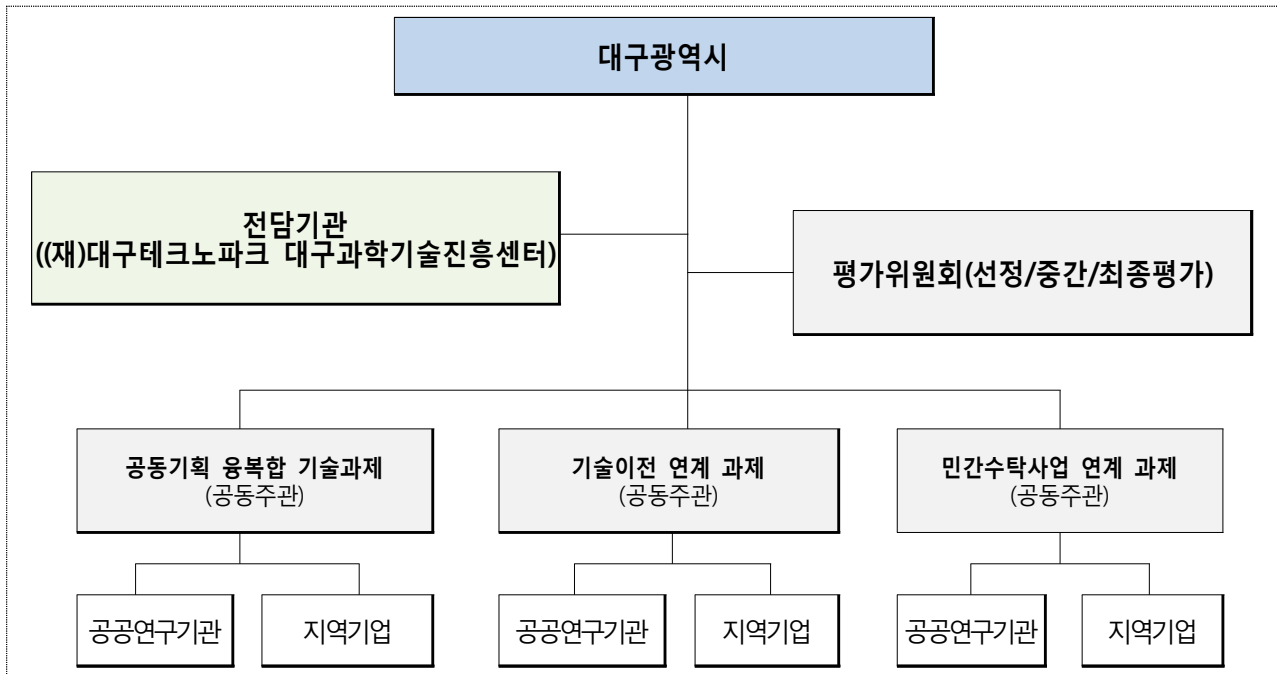 대구광역시
전담기관
((재)대구테크노파크 대구과학기술진흥센터)
평가위원회(선정/중간/최종평가)
공동기획 융복합 기술과제
(공동주관)
기술이전 연계 과제
(공동주관)
민간수탁사업 연계 과제
(공동주관)
공공연구기관
지역기업
공공연구기관
지역기업
공공연구기관
지역기업